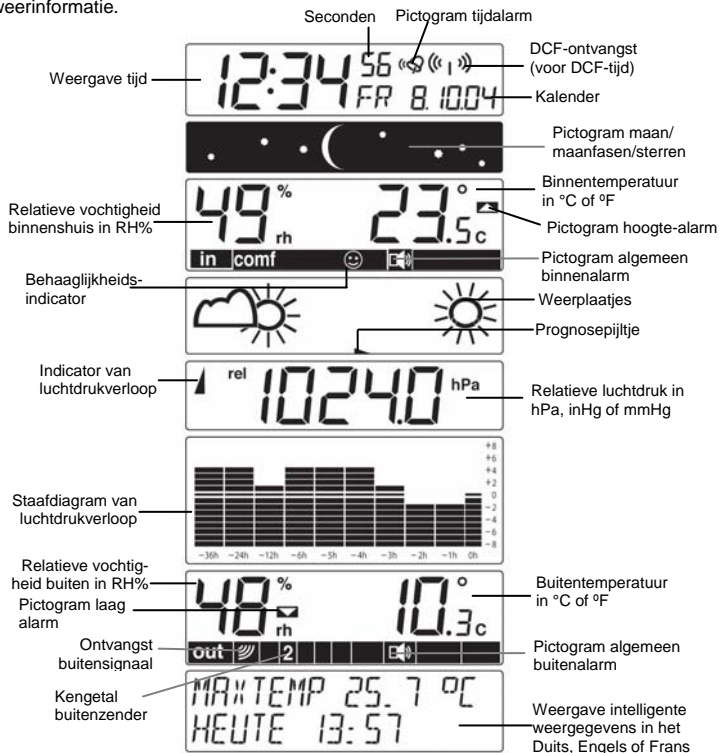 weerinformatie.
Seconden
Pictogram tijdalarm
Weergave tijd
12:34 56
FR 8.10.04
DCF-ontvangst
(voor DCF-tijd)
Kalender
Pictogram maan/
maanfasen/sterren
Relatieve vochtigheid
binnenshuis in RH%
49 % rh
23.5 ° c
Binnentemperatuur
in °C of ºF
Pictogram hoogte-alarm
in comf
Pictogram algemeen
binnenalarm
Behaaglijkheids-
indicator
Weerplaatjes
Prognosepijltje
Indicator van
luchtdrukverloop
rel 1024.0 hPa
Relatieve luchtdruk in
hPa, inHg of mmHg
Staafdiagram van
luchtdrukverloop
+8
+6
+4
+2
0
-2
-4
-6
-8
-36h -24h -12h -6h -5h -4h -3h -2h -1h 0h
Relatieve vochtig-
heid buiten in RH%
Pictogram laag
alarm
48 % rh
10.3 ° c
Buitentemperatuur
in °C of ºF
Ontvangst
buitensignaal
out 2
Pictogram algemeen
buitenalarm
Kengetal
buitenzender
MAXTEMP 25.7 ºC
HEUTE 13:57
Weergave intelligente
weergegevens in het
Duits, Engels of Frans